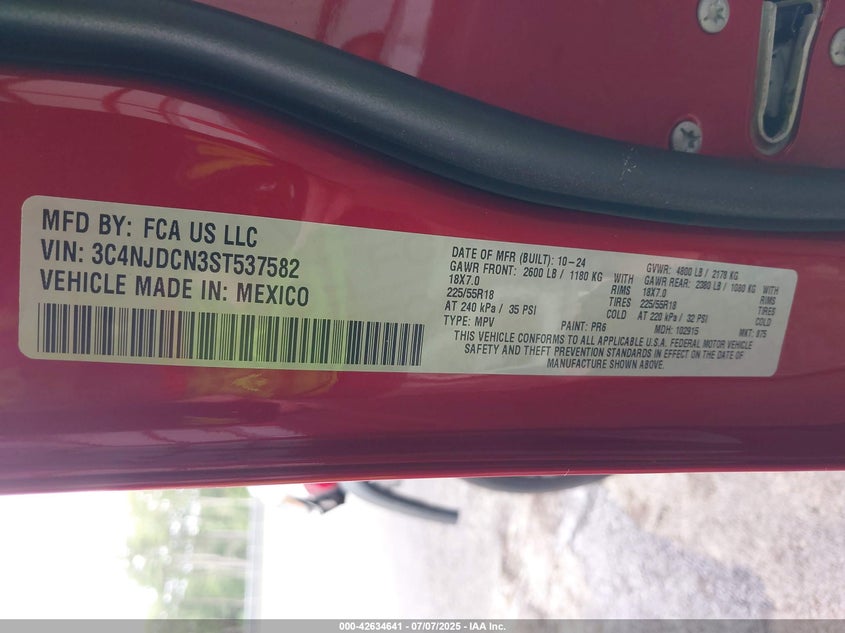 MFD BY: FCA US LLC
VIN: 3C4NJDCN3ST537582
VEHICLE MADE IN: MEXICO
DATE OF MFR (BUILT): 10-24 GVWR: 4800 LB / 2178 KG
GAWR FRONT: 2600 LB / 1180 KG WITH GAWR REAR: 2380 LB / 1080 KG WITH
18X7.0 RIMS 18X7.0 RIMS
225/55R18 TIRES 225/55R18 TIRES
AT 240 kPa / 35 PSI COLD AT 220 kPa / 32 PSI COLD
TYPE: MPV PAINT: PR6 MDH: 102915 MKT: 875
THIS VEHICLE CONFORMS TO ALL APPLICABLE U.S.A. FEDERAL MOTOR VEHICLE
SAFETY AND THEFT PREVENTION STANDARDS IN EFFECT ON THE DATE OF
MANUFACTURE SHOWN ABOVE.
000-42634641 - 07/07/2025 - IAA Inc.